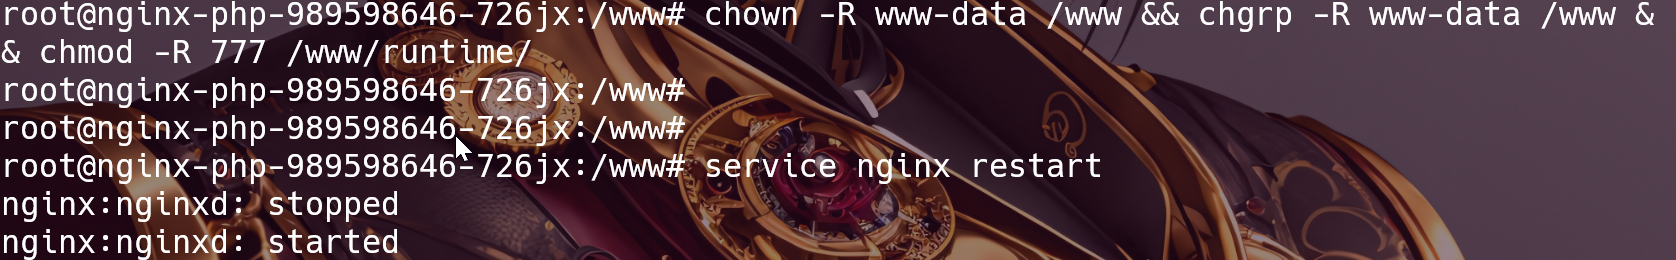 root@nginx-php-989598646-726jx:/www# chown -R www-data /www && chgrp -R www-data /www &
& chmod -R 777 /www/runtime/
root@nginx-php-989598646-726jx:/www#
root@nginx-php-989598646-726jx:/www#
root@nginx-php-989598646-726jx:/www# service nginx restart
nginx:nginxd: stopped
nginx:nginxd: started